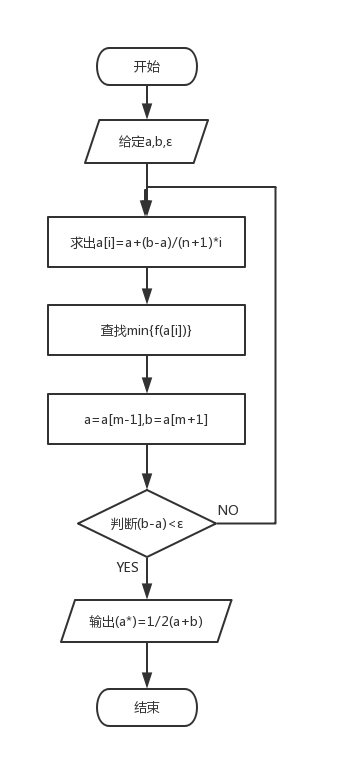 开始
给定a,b,ε
求出a[i]=a+(b-a)/(n+1)*i
查找min{f(a[i])}
a=a[m-1],b=a[m+1]
判断(b-a)<ε
NO
YES
输出(a*)=1/2(a+b)
结束